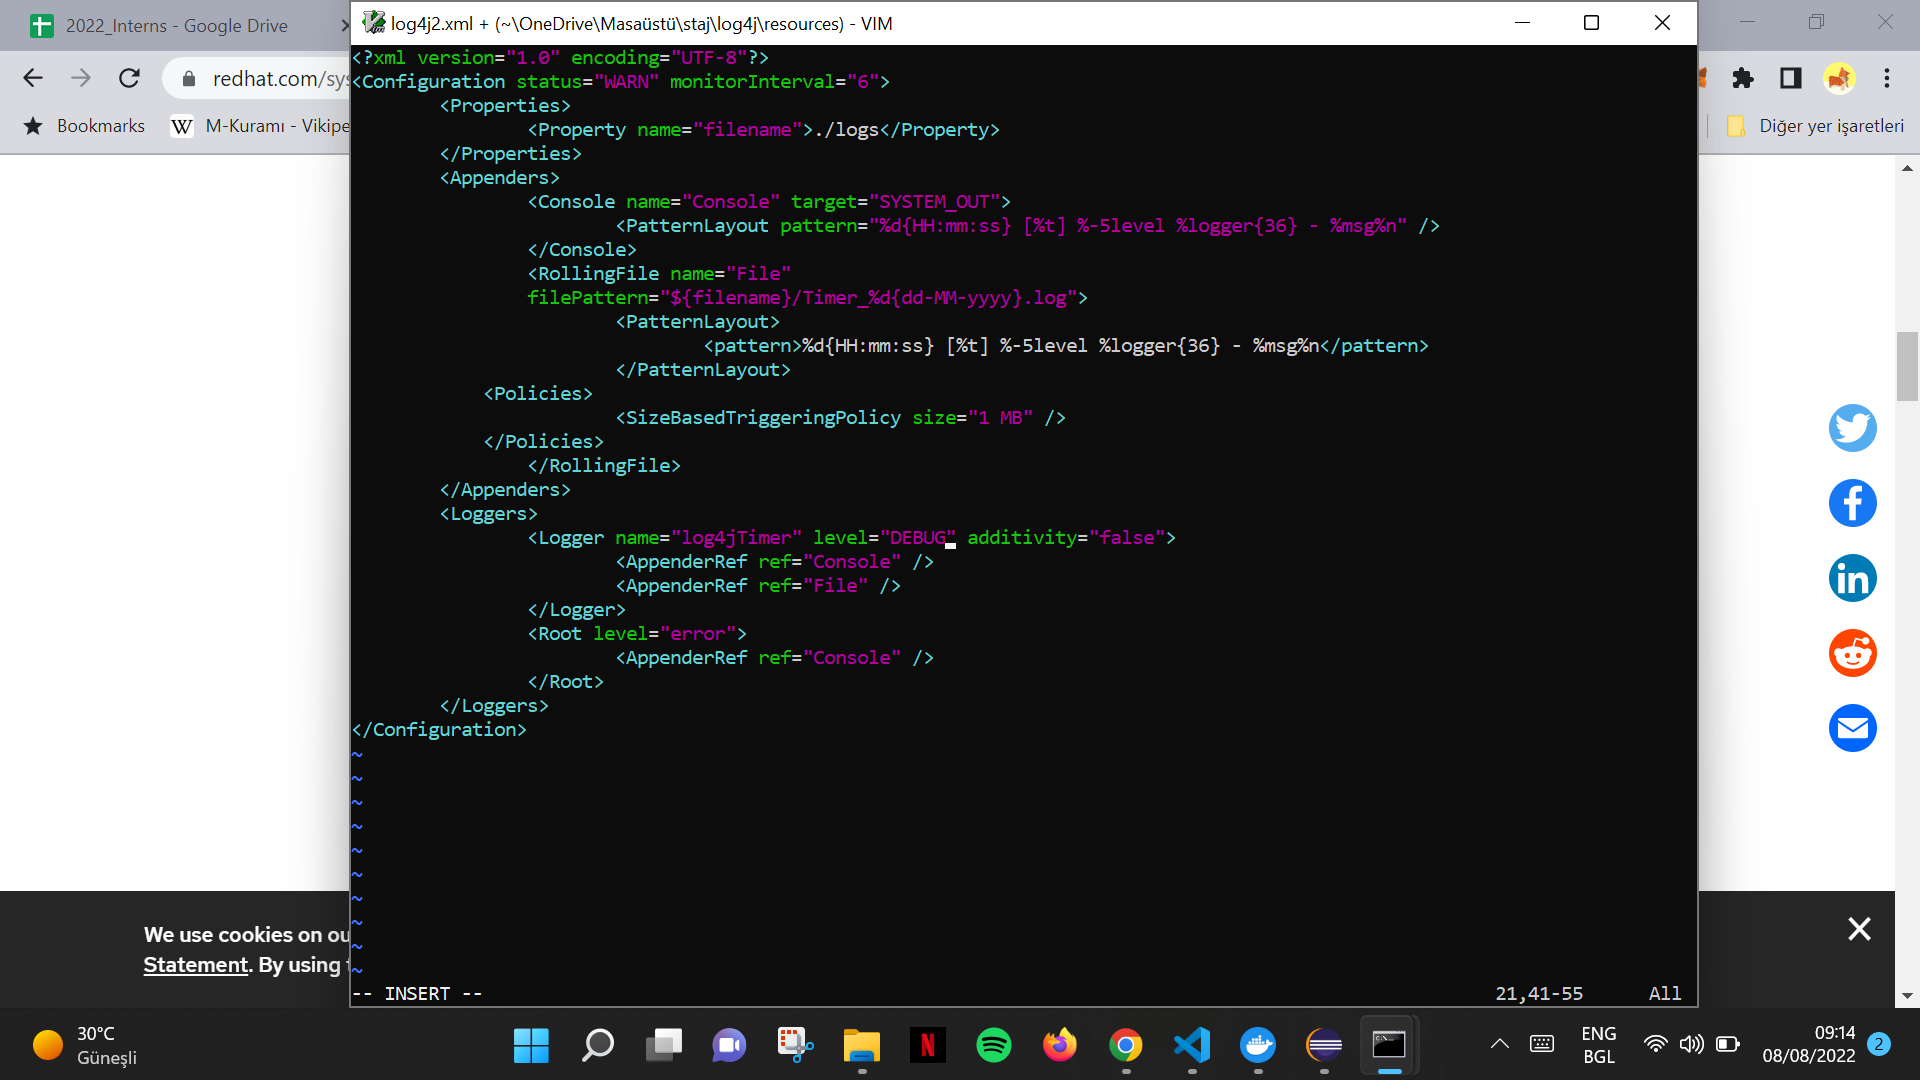 2022_Interns - Google Drive
log4j2.xml + (~\OneDrive\Masaüstü\staj\log4j\resources) - VIM
redhat.com/sys
Bookmarks
W M-Kuramı - Vikipe
Diğer yer işaretleri
<?xml version="1.0" encoding="UTF-8"?>
<Configuration status="WARN" monitorInterval="6">
<Properties>
<Property name="filename">./logs</Property>
</Properties>
<Appenders>
<Console name="Console" target="SYSTEM_OUT">
<PatternLayout pattern="%d{HH:mm:ss} [%t] %-5level %logger{36} - %msg%n" />
</Console>
<RollingFile name="File"
filePattern="${filename}/Timer_%d{dd-MM-yyyy}.log">
<PatternLayout>
<pattern>%d{HH:mm:ss} [%t] %-5level %logger{36} - %msg%n</pattern>
</PatternLayout>
<Policies>
<SizeBasedTriggeringPolicy size="1 MB" />
</Policies>
</RollingFile>
</Appenders>
<Loggers>
<Logger name="log4jTimer" level="DEBUG" additivity="false">
<AppenderRef ref="Console" />
<AppenderRef ref="File" />
</Logger>
<Root level="error">
<AppenderRef ref="Console" />
</Root>
</Loggers>
</Configuration>
~
~
~
~
~
~
~
~
~
~
-- INSERT --
21,41-55
All
We use cookies on ou
Statement. By using t
30°C
Güneşli
ENG
BGL
09:14
08/08/2022
2